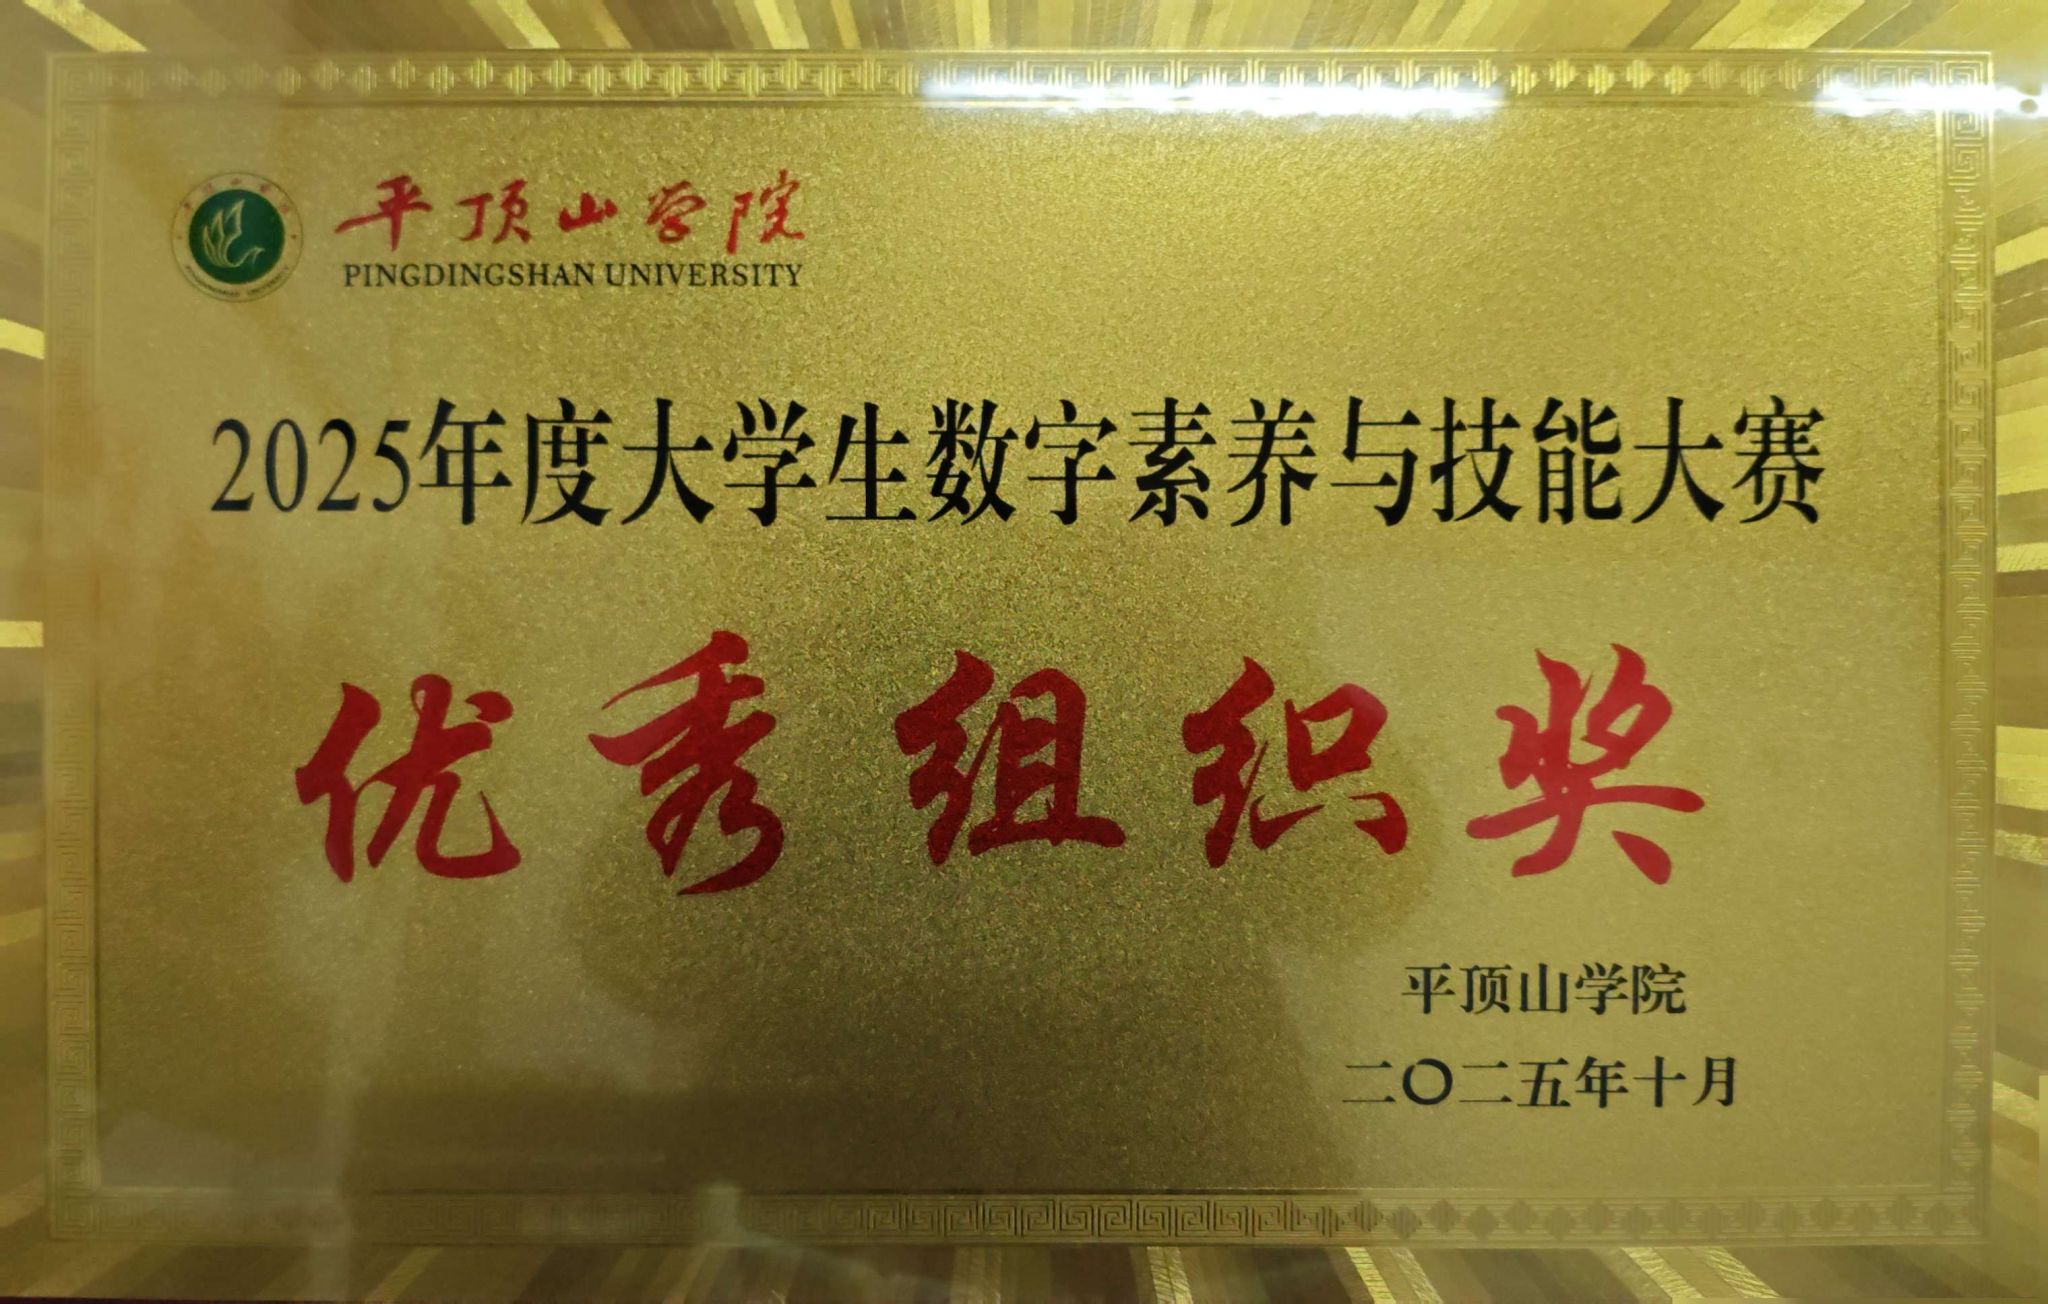 平顶山学院
PINGDINGSHAN UNIVERSITY
2025年度大学生数字素养与技能大赛
优秀组织奖
平顶山学院
二〇二五年十月